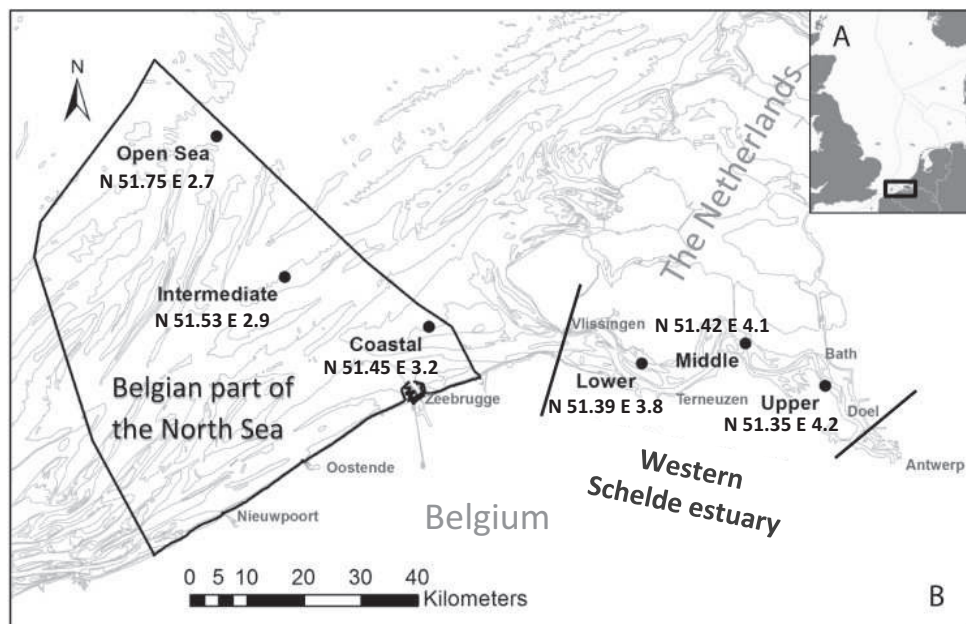 A
N
Open Sea
N 51.75 E 2.7
The Netherlands
Intermediate
N 51.53 E 2.9
Coastal
N 51.45 E 3.2
Vlissingen
N 51.42 E 4.1
Middle
Bath
Lower
N 51.39 E 3.8
Terneuzen
Upper
N 51.35 E 4.2
Doel
Antwerp
Belgian part of
the North Sea
Zeebrugge
Oostende
Nieuwpoort
Belgium
Western
Schelde estuary
0 5 10 20 30 40
Kilometers
B